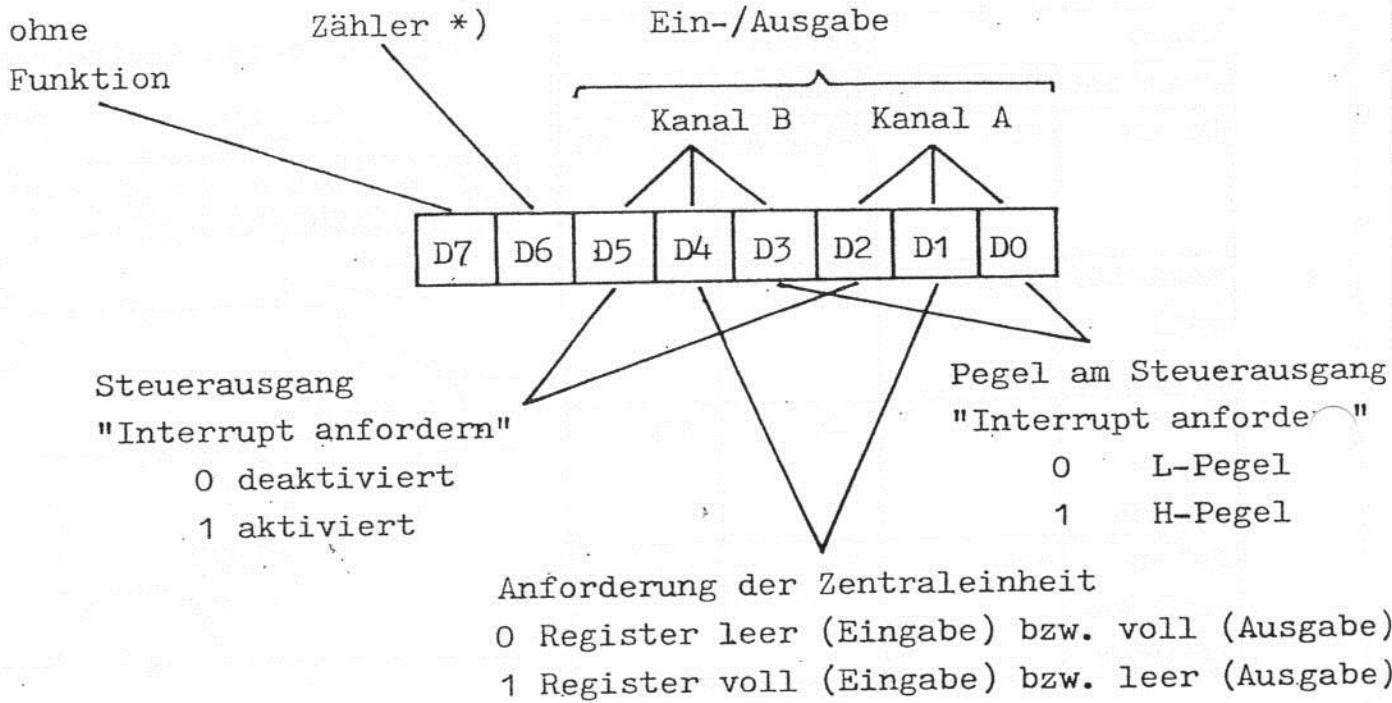 ohne
Funktion
Zähler *)
Ein-/Ausgabe
Kanal B
Kanal A
D7 D6 D5 D4 D3 D2 D1 D0
Steuerausgang
"Interrupt anfordern"
0 deaktiviert
1 aktiviert
Pegel am Steuerausgang
"Interrupt anforde "
0 L-Pegel
1 H-Pegel
Anforderung der Zentraleinheit
0 Register leer (Eingabe) bzw. voll (Ausgabe)
1 Register voll (Eingabe) bzw. leer (Ausgabe)